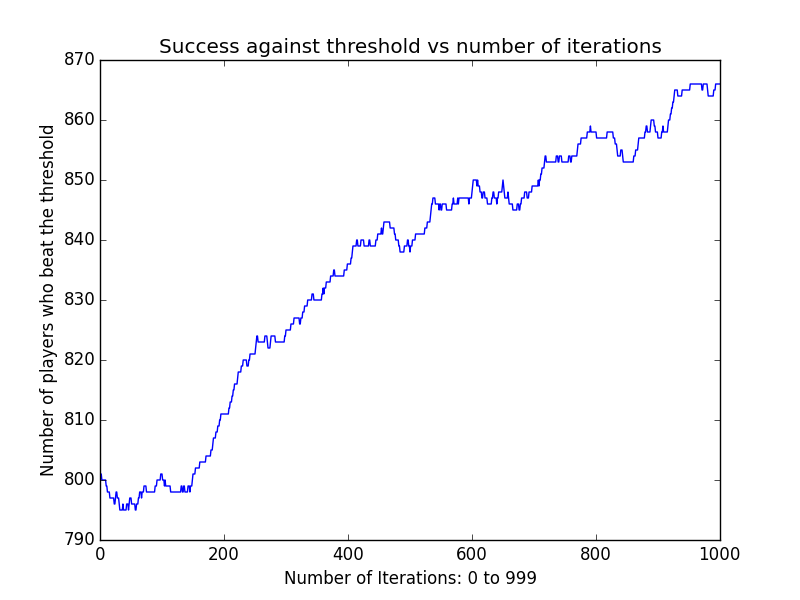 Success against threshold vs number of iterations
870
860
850
840
830
820
810
800
790
Number of players who beat the threshold
0 200 400 600 800 1000
Number of Iterations: 0 to 999